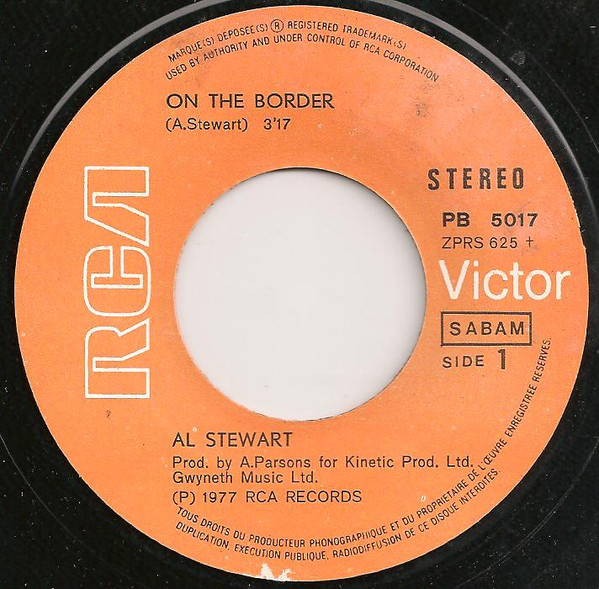 MARQUE(S) DEPOSEE(S) ® REGISTERED TRADEMARK(S)
USED BY AUTHORITY AND UNDER CONTROL OF RCA CORPORATION
ON THE BORDER
(A.Stewart) 3'17
RCA
STEREO
PB 5017
ZPRS 625 +
Victor
SABAM
SIDE 1
AL STEWART
Prod. by A.Parsons for Kinetic Prod. Ltd.
Gwyneth Music Ltd.
(P) 1977 RCA RECORDS
TOUS DROITS DU PRODUCTEUR PHONOGRAPHIQUE ET DU PROPRIETAIRE DE L'ŒUVRE ENREGISTREE RESERVES.
DUPLICATION, EXECUTION PUBLIQUE, RADIODIFFUSION DE CE DISQUE INTERDITES